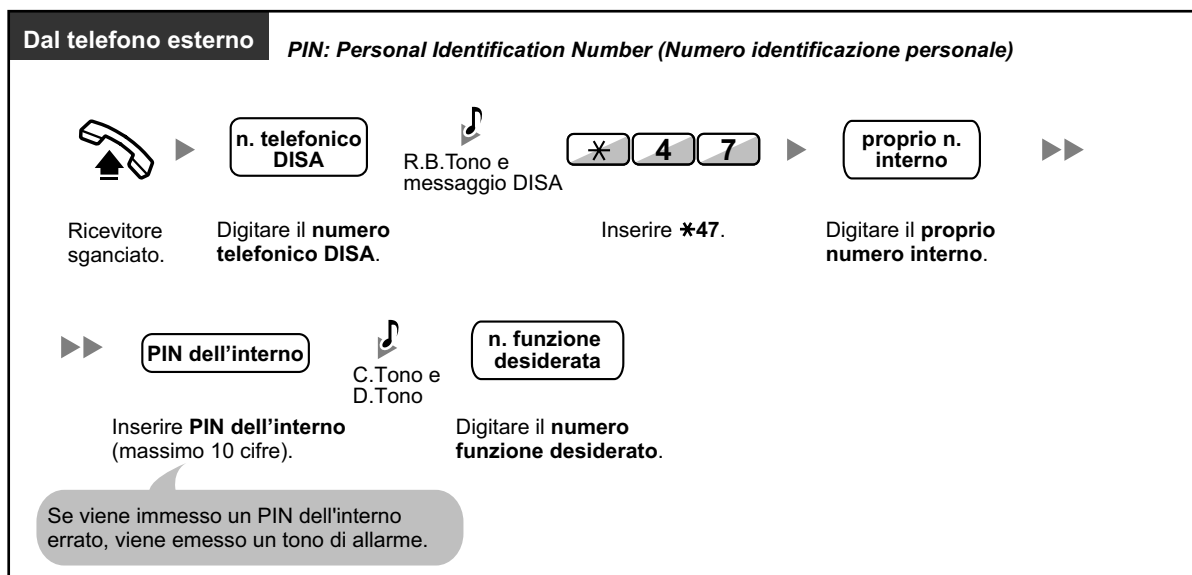 Dal telefono esterno
PIN: Personal Identification Number (Numero identificazione personale)
n. telefonico
DISA
R.B.Tono e
messaggio DISA
* 4 7
proprio n.
interno
Ricevitore
sganciato.
Digitare il numero
telefonico DISA.
Inserire *47.
Digitare il proprio
numero interno.
PIN dell'interno
C.Tono e
D.Tono
n. funzione
desiderata
Inserire PIN dell'interno
(massimo 10 cifre).
Digitare il numero
funzione desiderato.
Se viene immesso un PIN dell'interno
errato, viene emesso un tono di allarme.